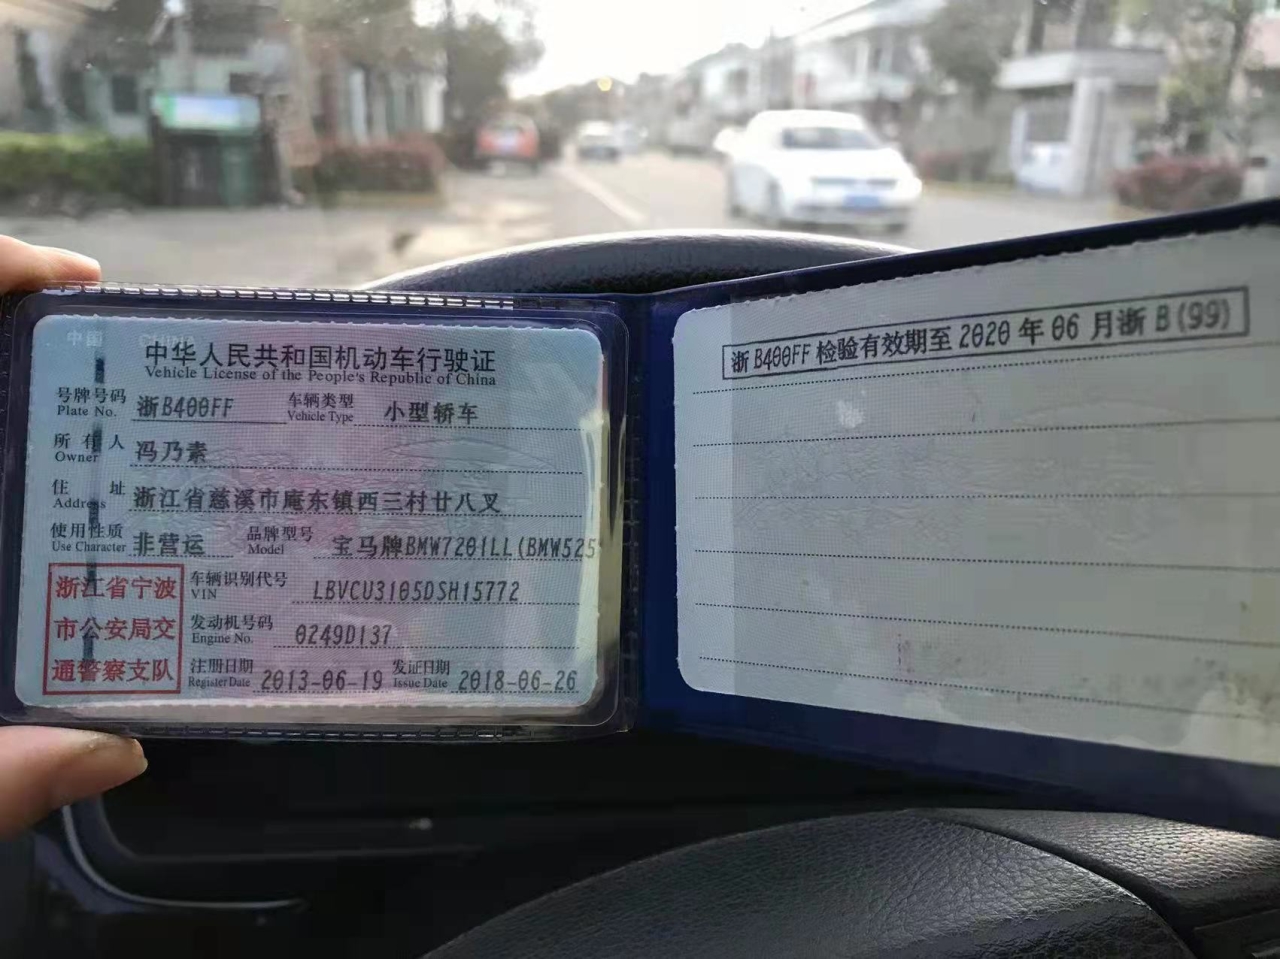 中国 CHINA
中华人民共和国机动车行驶证
Vehicle License of the People's Republic of China
号牌号码 浙B400FF 车辆类型 小型轿车
Plate No. Vehicle Type
所有人 冯乃素
Owner
住址 浙江省慈溪市庵东镇西三村廿八叉
Address
使用性质 非营运 品牌型号 宝马牌BMW7201LL(BMW525
Use Character Model
浙江省宁波
市公安局交
通警察支队
车辆识别代号 LBVCU3105DSH15772
VIN
发动机号码 0249D137
Engine No.
注册日期 2013-06-19 发证日期 2018-06-26
Register Date Issue Date
浙B400FF检验有效期至2020年06月浙B(99)